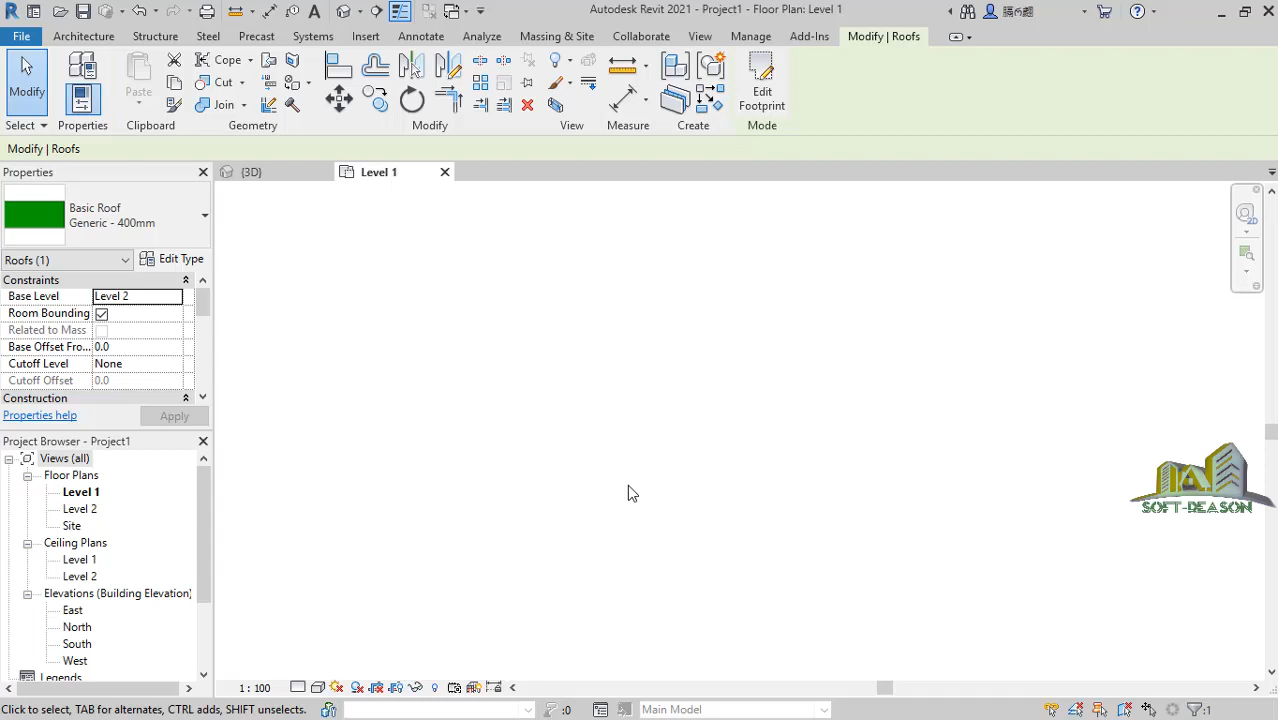 Autodesk Revit 2021 - Project1 - Floor Plan: Level 1
File Architecture Structure Steel Precast Systems Insert Annotate Analyze Massing & Site Collaborate View Manage Add-Ins Modify | Roofs
Modify
Paste
Cope
Cut
Join
Edit
Footprint
Select Properties Clipboard Geometry Modify View Measure Create Mode
Modify | Roofs
Properties
{3D}
Level 1
Basic Roof
Generic - 400mm
Roofs (1)
Edit Type
Constraints
Base Level Level 2
Room Bounding
Related to Mass
Base Offset Fro... 0.0
Cutoff Level None
Cutoff Offset 0.0
Construction
Properties help
Apply
Project Browser - Project1
Views (all)
Floor Plans
Level 1
Level 2
Site
Ceiling Plans
Level 1
Level 2
Elevations (Building Elevation)
East
North
South
West
Legends
2D
SOFT-REASON
1 : 100
Click to select, TAB for alternates, CTRL adds, SHIFT unselects.
:0
Main Model
:1